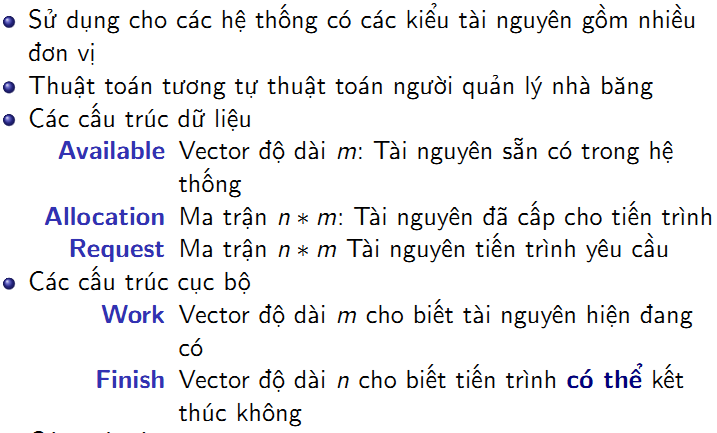 Sử dụng cho các hệ thống có các kiểu tài nguyên gồm nhiều
đơn vị
Thuật toán tương tự thuật toán người quản lý nhà băng
Các cấu trúc dữ liệu
Available Vector độ dài m: Tài nguyên sẵn có trong hệ
thống
Allocation Ma trận n ∗ m: Tài nguyên đã cấp cho tiến trình
Request Ma trận n ∗ m Tài nguyên tiến trình yêu cầu
Các cấu trúc cục bộ
Work Vector độ dài m cho biết tài nguyên hiện đang
có
Finish Vector độ dài n cho biết tiến trình có thể kết
thúc không